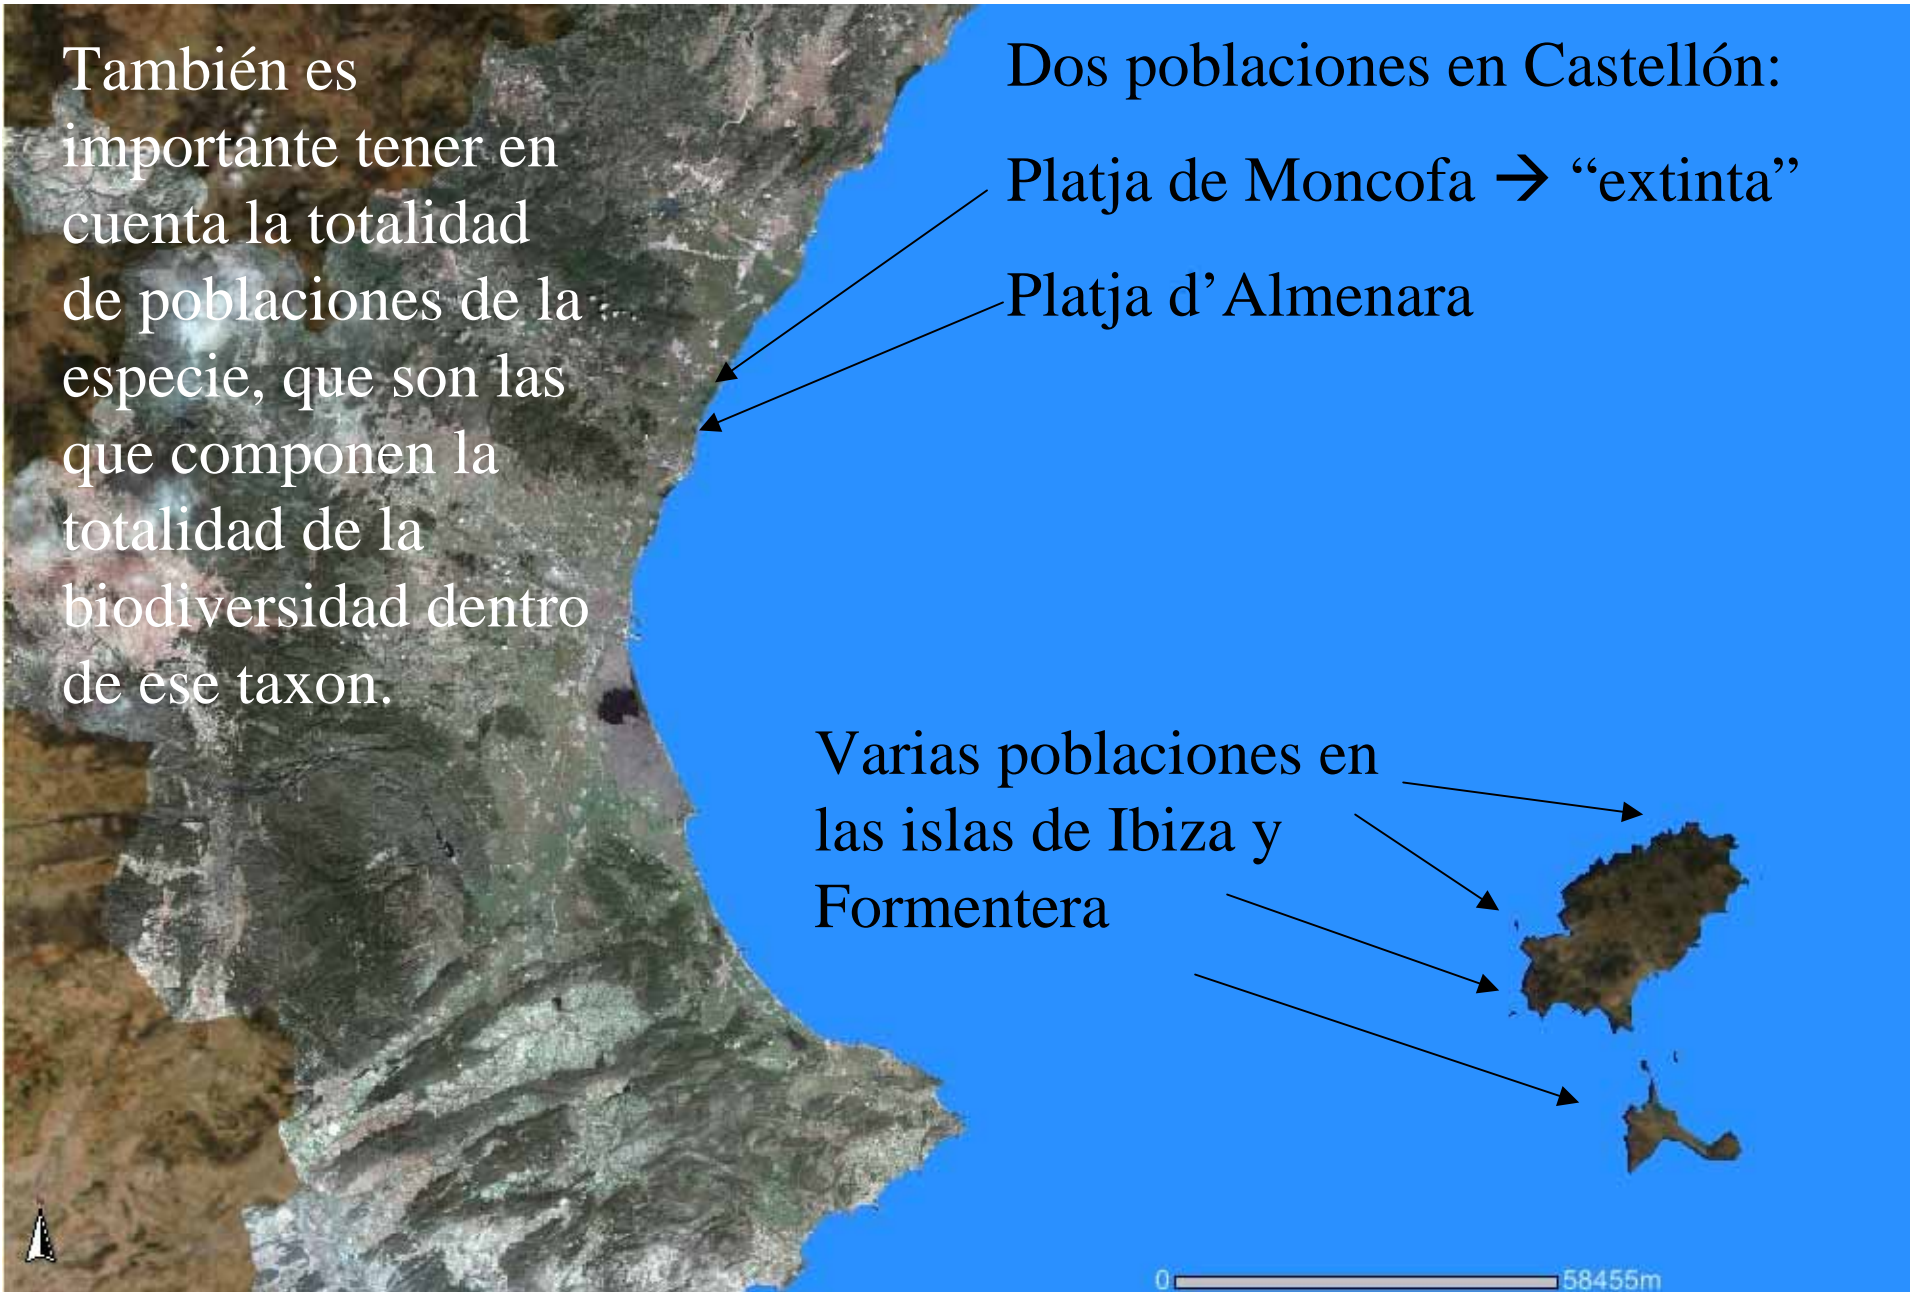 También es
importante tener en
cuenta la totalidad
de poblaciones de la
especie, que son las
que componen la
totalidad de la
biodiversidad dentro
de ese taxon.
Dos poblaciones en Castellón:
Platja de Moncofa → “extinta”
Platja d’Almenara
Varias poblaciones en
las islas de Ibiza y
Formentera
0 58455m